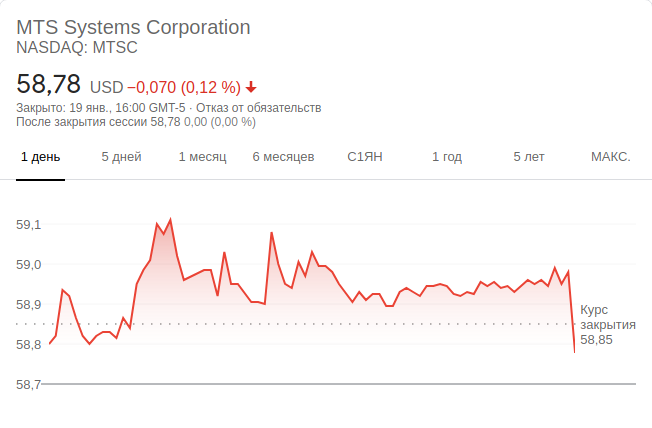 MTS Systems Corporation
NASDAQ: MTSC
58,78 USD −0,070 (0,12 %)
Закрыто: 19 янв., 16:00 GMT-5 · Отказ от обязательств
После закрытия сессии 58,78 0,00 (0,00 %)
1 день 5 дней 1 месяц 6 месяцев С1ЯН 1 год 5 лет МАКС.
59,1
59,0
58,9
58,8
58,7
Курс
закрытия
58,85